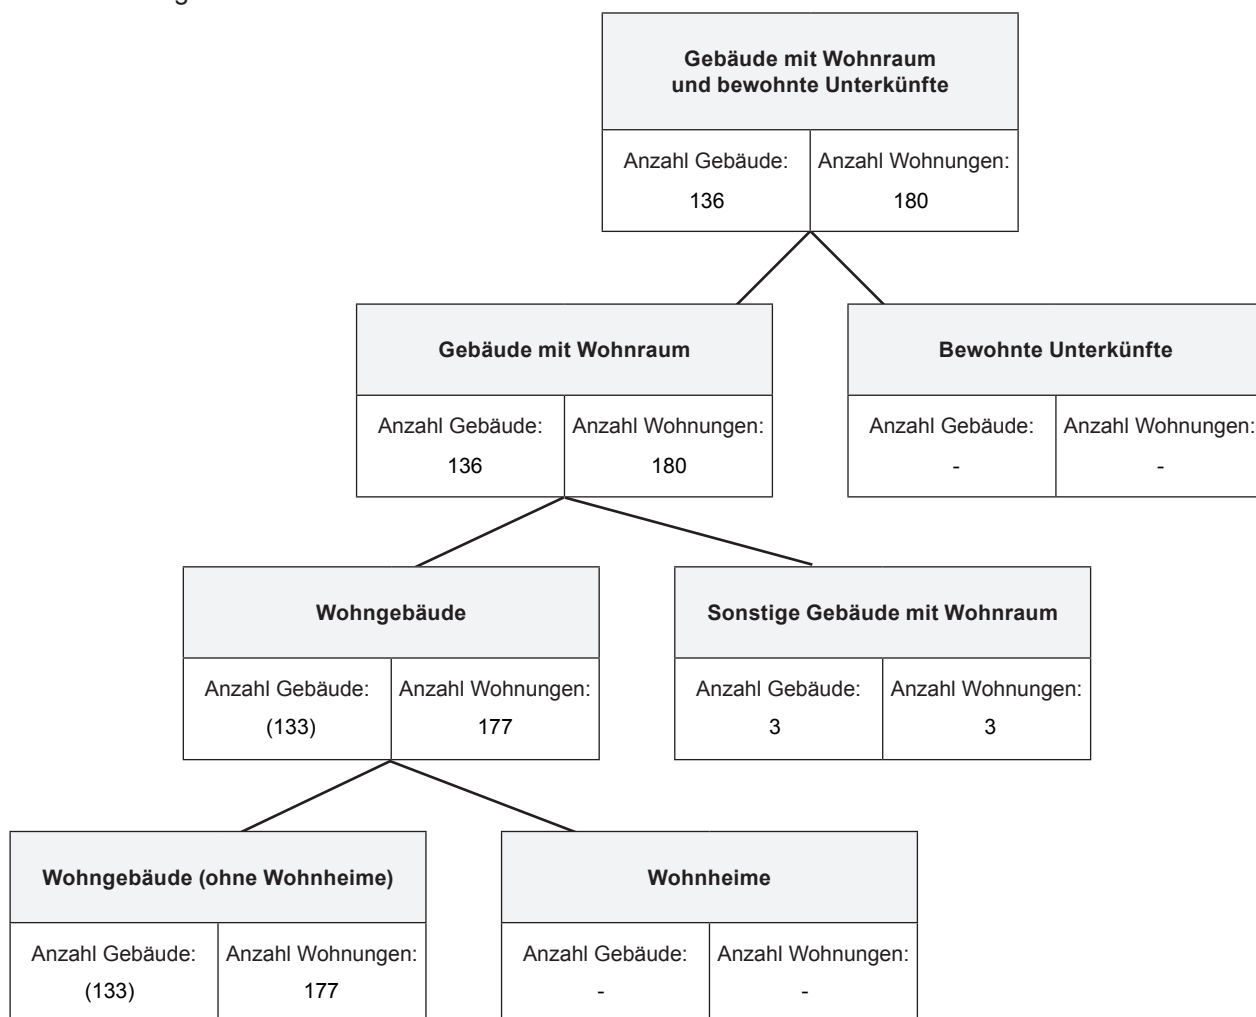 Gebäude mit Wohnraum
und bewohnte Unterkünfte
Anzahl Gebäude: Anzahl Wohnungen:
136 180
Gebäude mit Wohnraum
Anzahl Gebäude: Anzahl Wohnungen:
136 180
Bewohnte Unterkünfte
Anzahl Gebäude: Anzahl Wohnungen:
- -
Wohngebäude
Anzahl Gebäude: Anzahl Wohnungen:
(133) 177
Sonstige Gebäude mit Wohnraum
Anzahl Gebäude: Anzahl Wohnungen:
3 3
Wohngebäude (ohne Wohnheime)
Anzahl Gebäude: Anzahl Wohnungen:
(133) 177
Wohnheime
Anzahl Gebäude: Anzahl Wohnungen:
- -